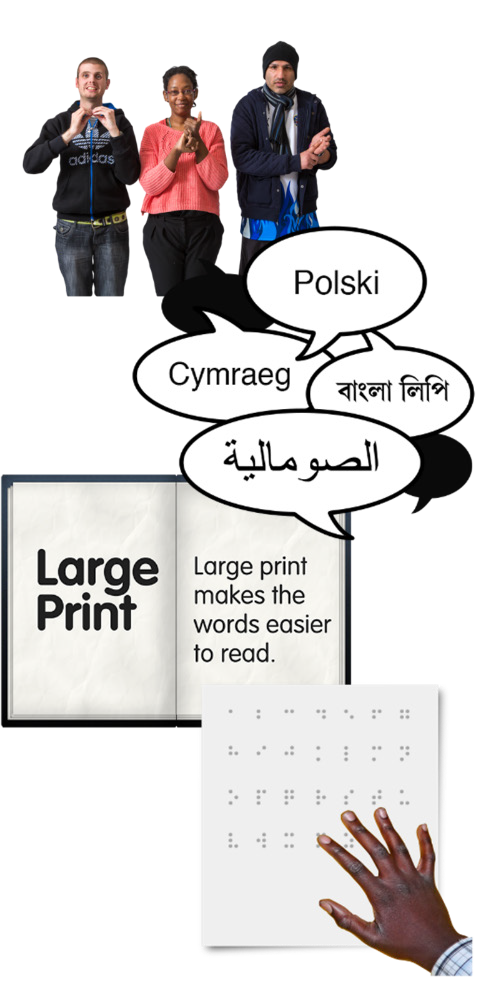 adidas
Polski
Cymraeg
বাংলা লিপি
الصومالية
Large
Print
Large print
makes the
words easier
to read.
⠁ ⠃ ⠉ ⠙ ⠑ ⠋ ⠛
⠓ ⠊ ⠚ ⠅ ⠇ ⠍ ⠝
⠕ ⠏ ⠟ ⠗ ⠎ ⠞ ⠥
⠧ ⠺ ⠭